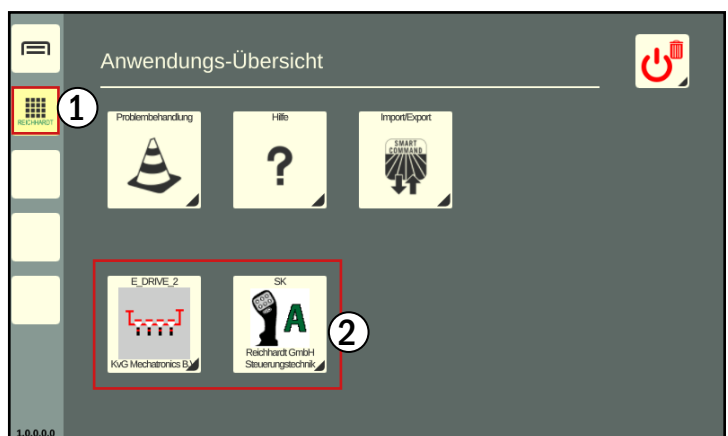 Anwendungs-Übersicht
REICHHARDT
1
Problembehandlung
Hilfe
?
Import/Export
SMART
COMMAND
E_DRIVE_2
KvG Mechatronics B.V
SK
A
Reichhardt GmbH
Steuerungstechnik
2
1.0.0.0.0